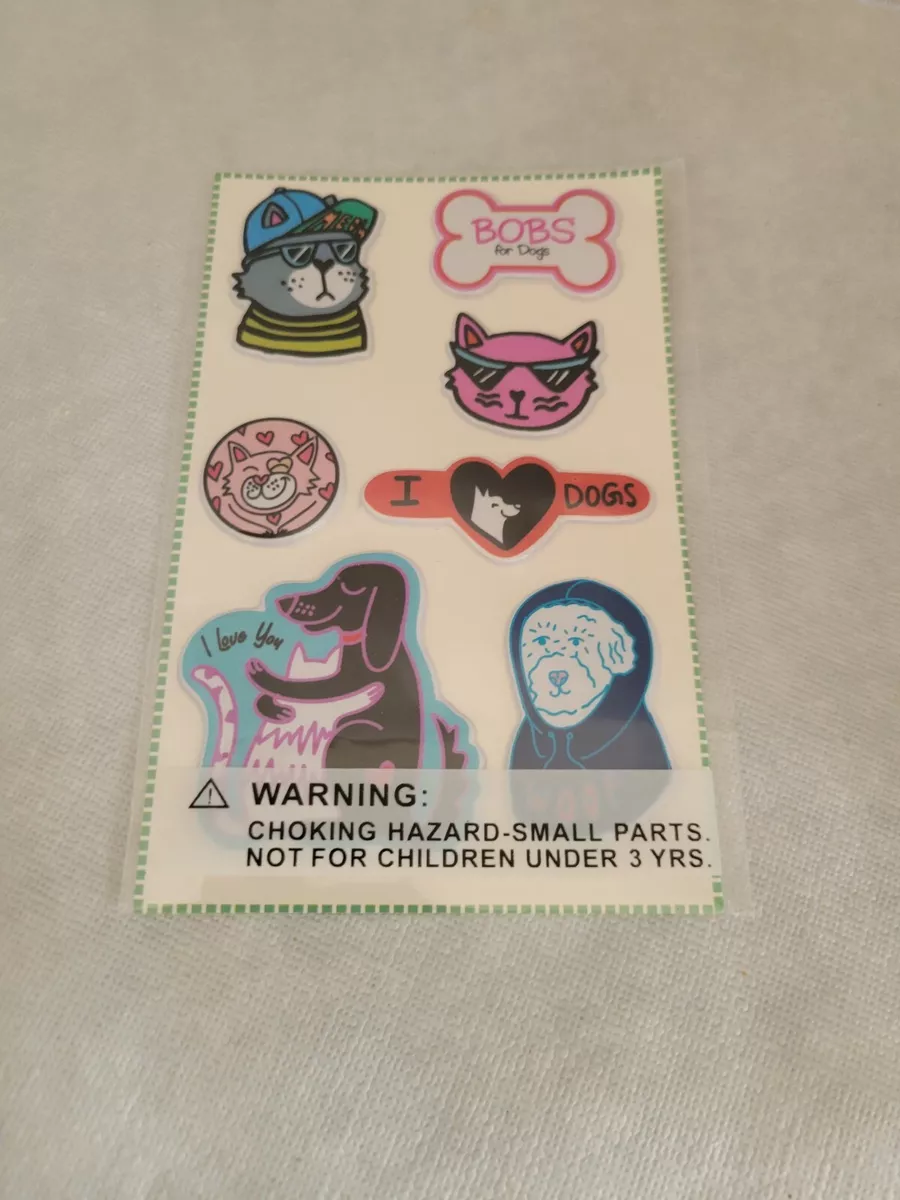 BOBS
for Dogs
I DOGS
I Love You
WARNING:
CHOKING HAZARD-SMALL PARTS.
NOT FOR CHILDREN UNDER 3 YRS.